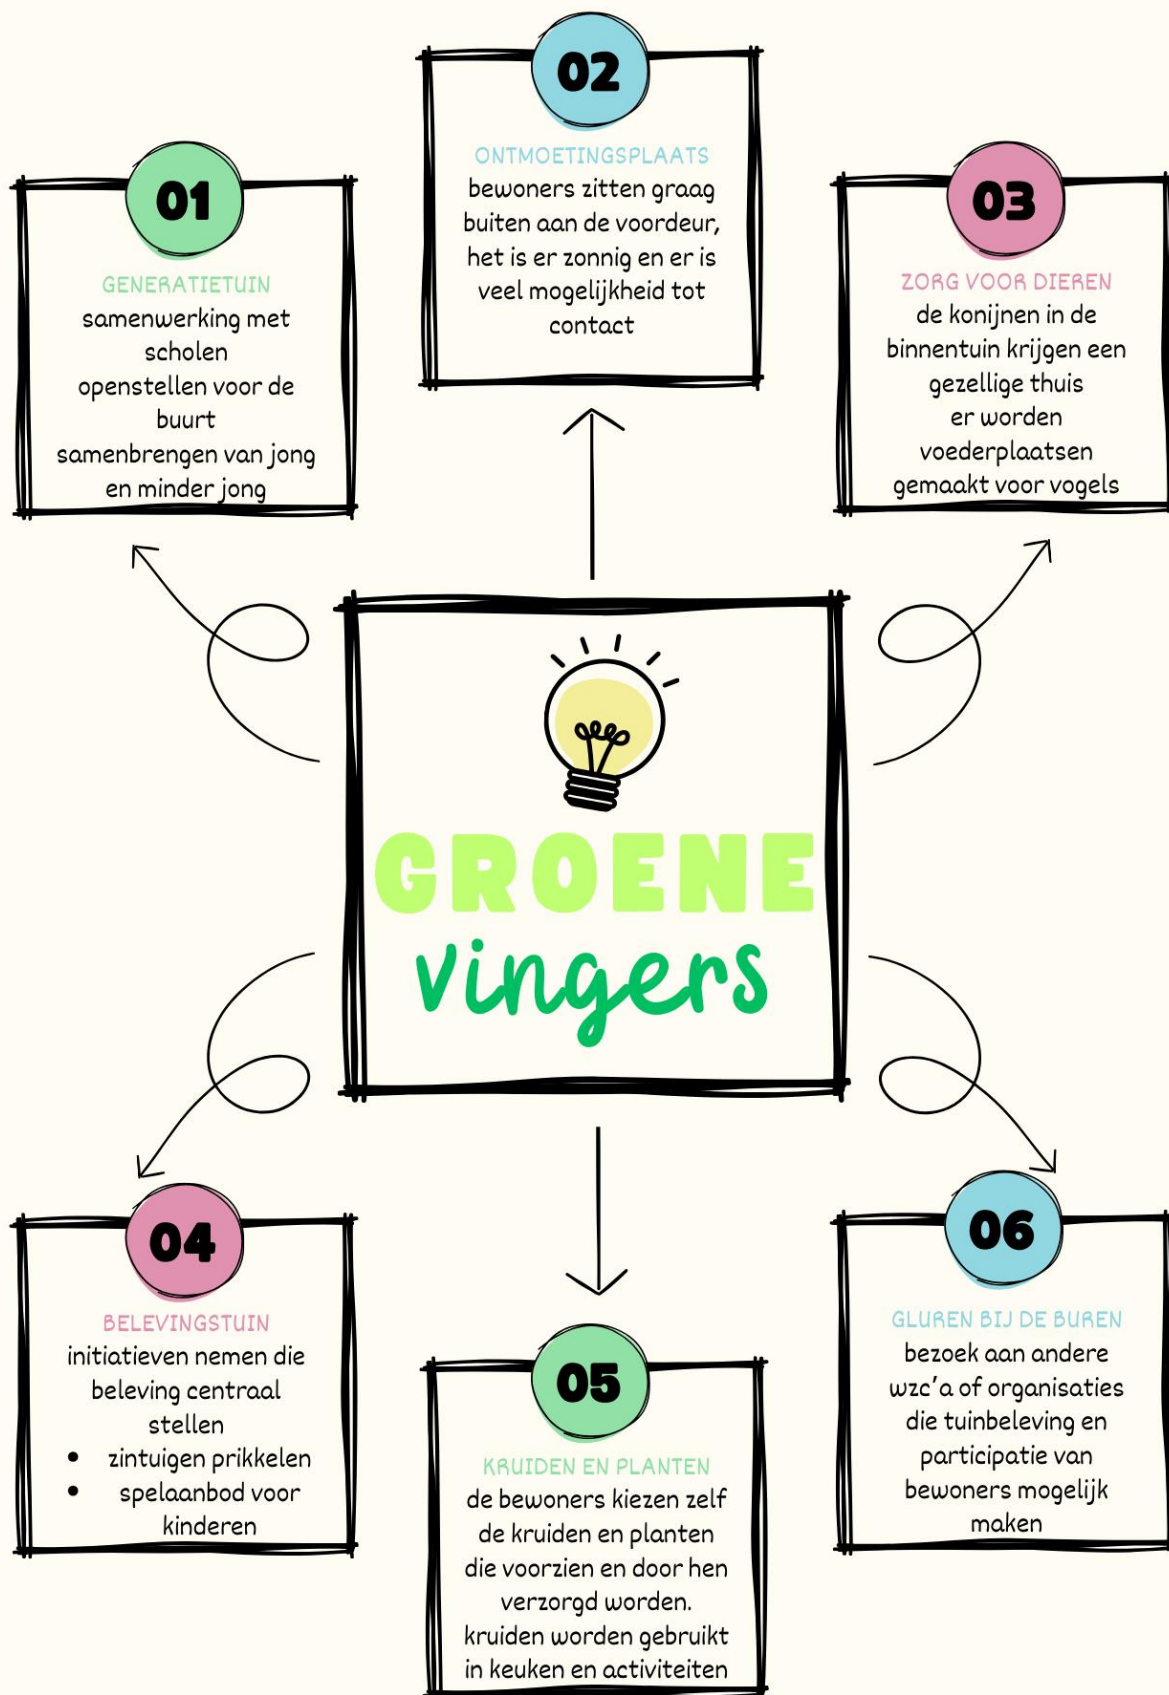 01
GENERATIETUIN
samenwerking met
scholen
openstellen voor de
buurt
samenbrengen van jong
en minder jong
02
ONTMOETINGSPLAATS
bewoners zitten graag
buiten aan de voordeur,
het is er zonnig en er is
veel mogelijkheid tot
contact
03
ZORG VOOR DIEREN
de konijnen in de
binnentuin krijgen een
gezellige thuis
er worden
voederplaatsen
gemaakt voor vogels
GROENE
vingers
04
BELEVINGSTUIN
initiatieven nemen die
beleving centraal
stellen
• zintuigen prikkelen
• spelaanbod voor
kinderen
05
KRUIDEN EN PLANTEN
de bewoners kiezen zelf
de kruiden en planten
die voorzien en door hen
verzorgd worden.
kruiden worden gebruikt
in keuken en activiteiten
06
GLUREN BIJ DE BUREN
bezoek aan andere
wzc'a of organisaties
die tuinbeleving en
participatie van
bewoners mogelijk
maken